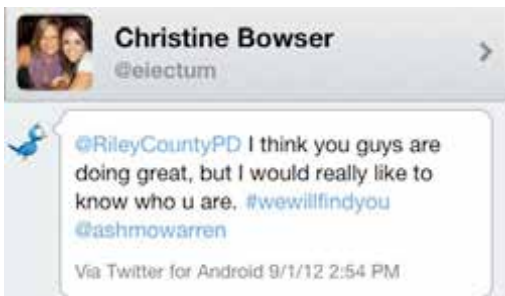 Christine Bowser
@eiectum
@RileyCountyPD I think you guys are
doing great, but I would really like to
know who u are. #wewillfindyou
@ashmowarren
Via Twitter for Android 9/1/12 2:54 PM